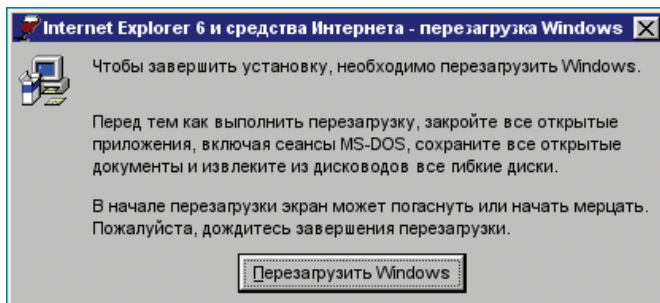 Internet Explorer 6 и средства Интернета - перезагрузка Windows
Чтобы завершить установку, необходимо перезагрузить Windows.
Перед тем как выполнить перезагрузку, закройте все открытые
приложения, включая сеансы MS-DOS, сохраните все открытые
документы и извлеките из дисководов все гибкие диски.
В начале перезагрузки экран может погаснуть или начать мерцать.
Пожалуйста, дождитесь завершения перезагрузки.
Перезагрузить Windows